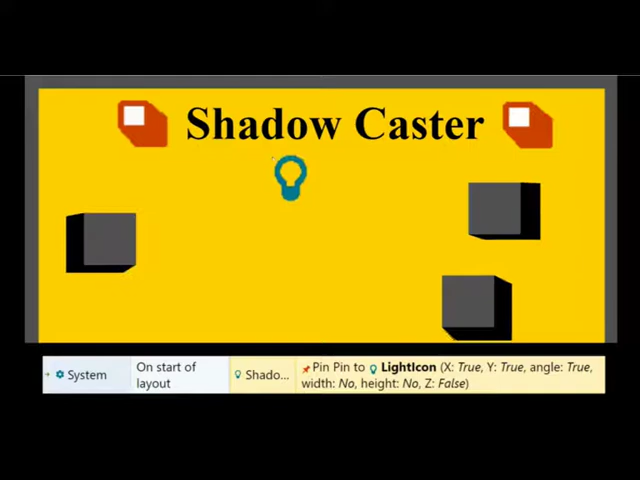 Shadow Caster
System
On start of
layout
Shado...
Pin Pin to LightIcon (X: True, Y: True, angle: True,
width: No, height: No, Z: False)